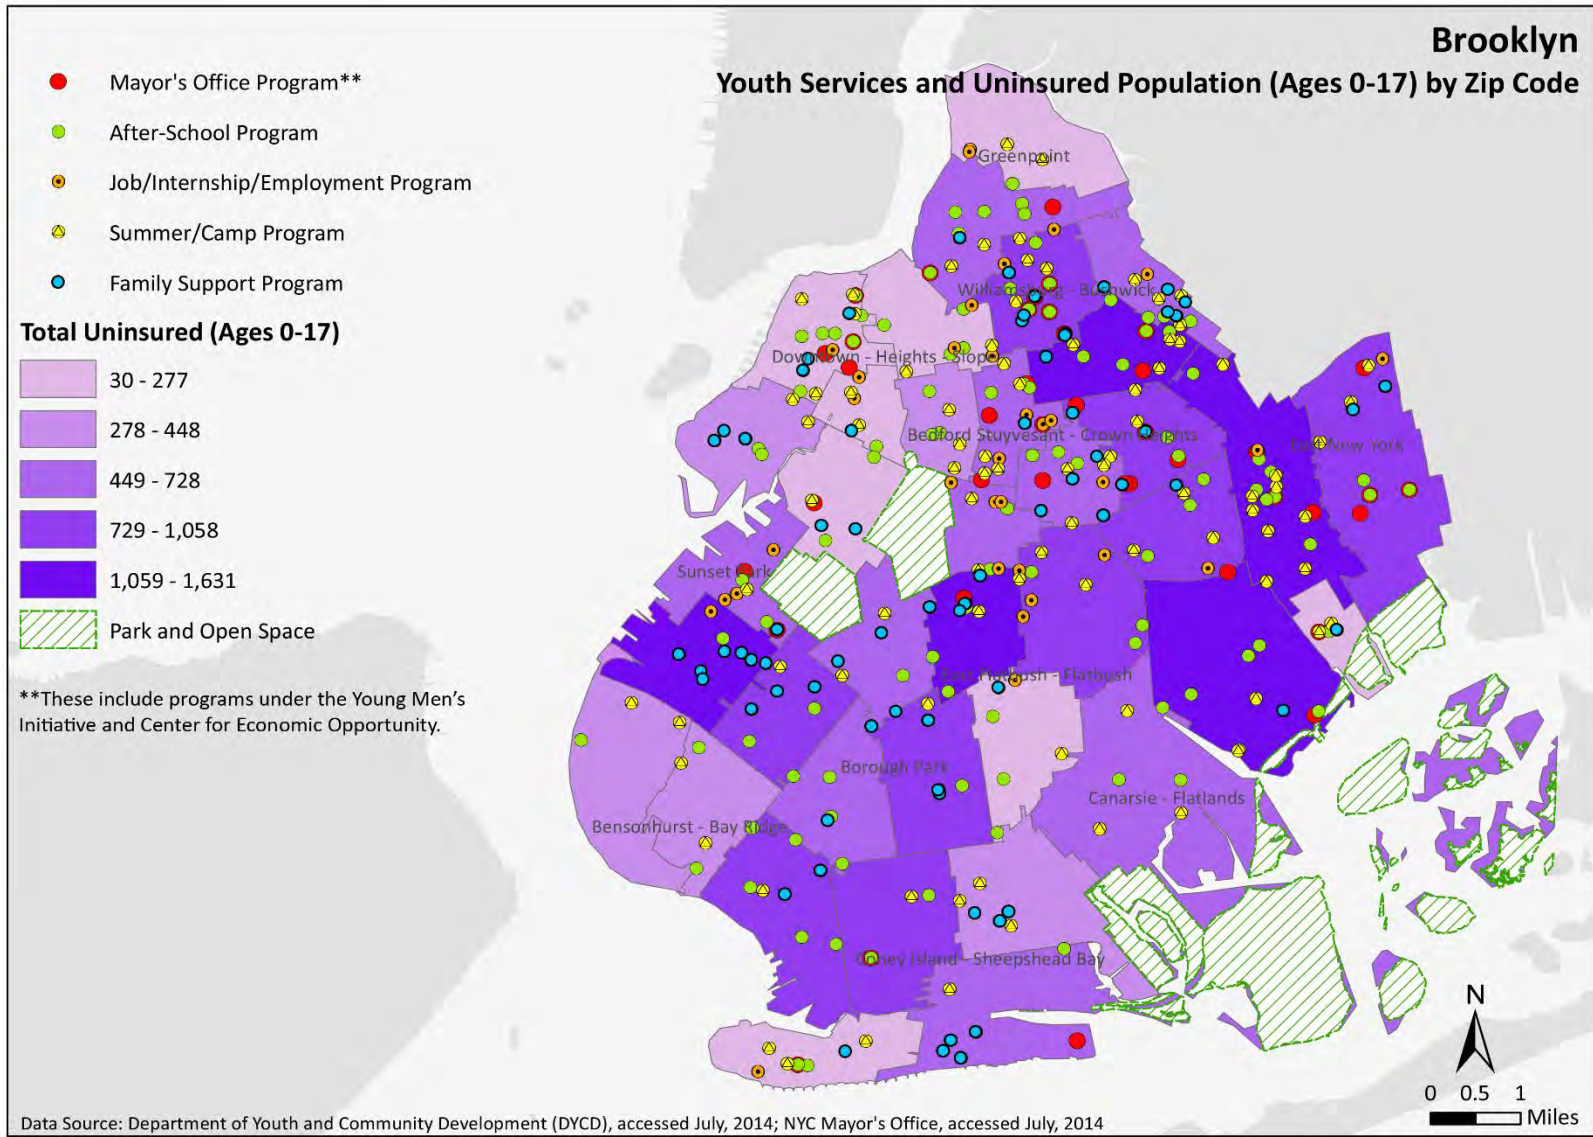 Brooklyn
Youth Services and Uninsured Population (Ages 0-17) by Zip Code
Mayor's Office Program**
After-School Program
Job/Internship/Employment Program
Summer/Camp Program
Family Support Program
Total Uninsured (Ages 0-17)
30 - 277
278 - 448
449 - 728
729 - 1,058
1,059 - 1,631
Park and Open Space
**These include programs under the Young Men's
Initiative and Center for Economic Opportunity.
Greenpoint
Williamsburg - Bushwick
Downtown - Heights - Slope
Bedford Stuyvesant - Crown Heights
East New York
Sunset Park
East Flatbush - Flatbush
Borough Park
Canarsie - Flatlands
Bensonhurst - Bay Ridge
Coney Island - Sheepshead Bay
N
0 0.5 1
Miles
Data Source: Department of Youth and Community Development (DYCD), accessed July, 2014; NYC Mayor's Office, accessed July, 2014